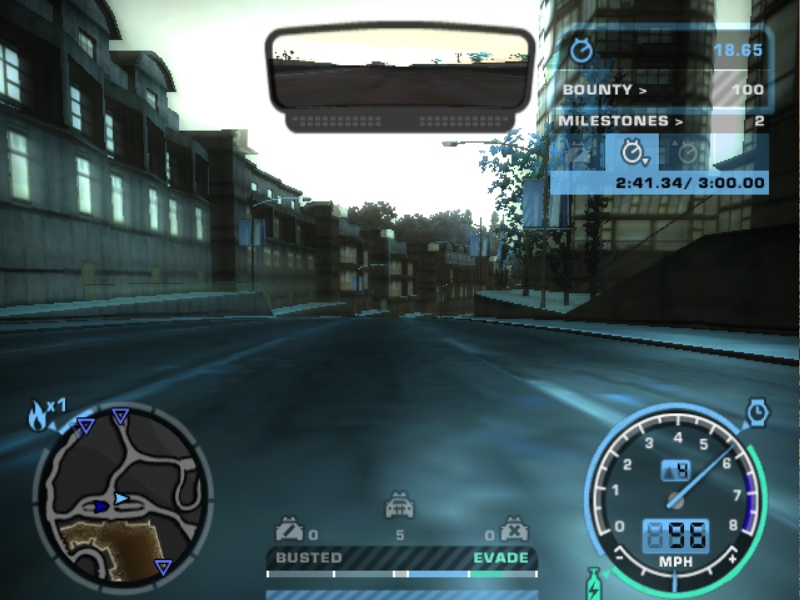 18.65
BOUNTY > 100
MILESTONES > 2
2:41.34/ 3:00.00
x1
0 1 2 3 4 5 6 7 8
4
96
MPH
- +
0 5 0
BUSTED EVADE